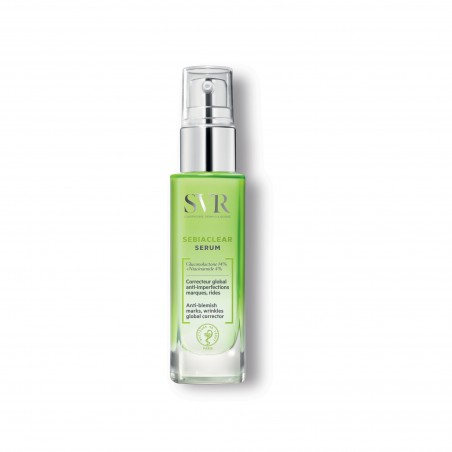 SVR
SEBIACLEAR
SERUM
Gluconolactone 14%
+Niacinamide 4%
Correcteur global
anti-imperfections
marques, rides
Anti-blemish
marks, wrinkles
global corrector